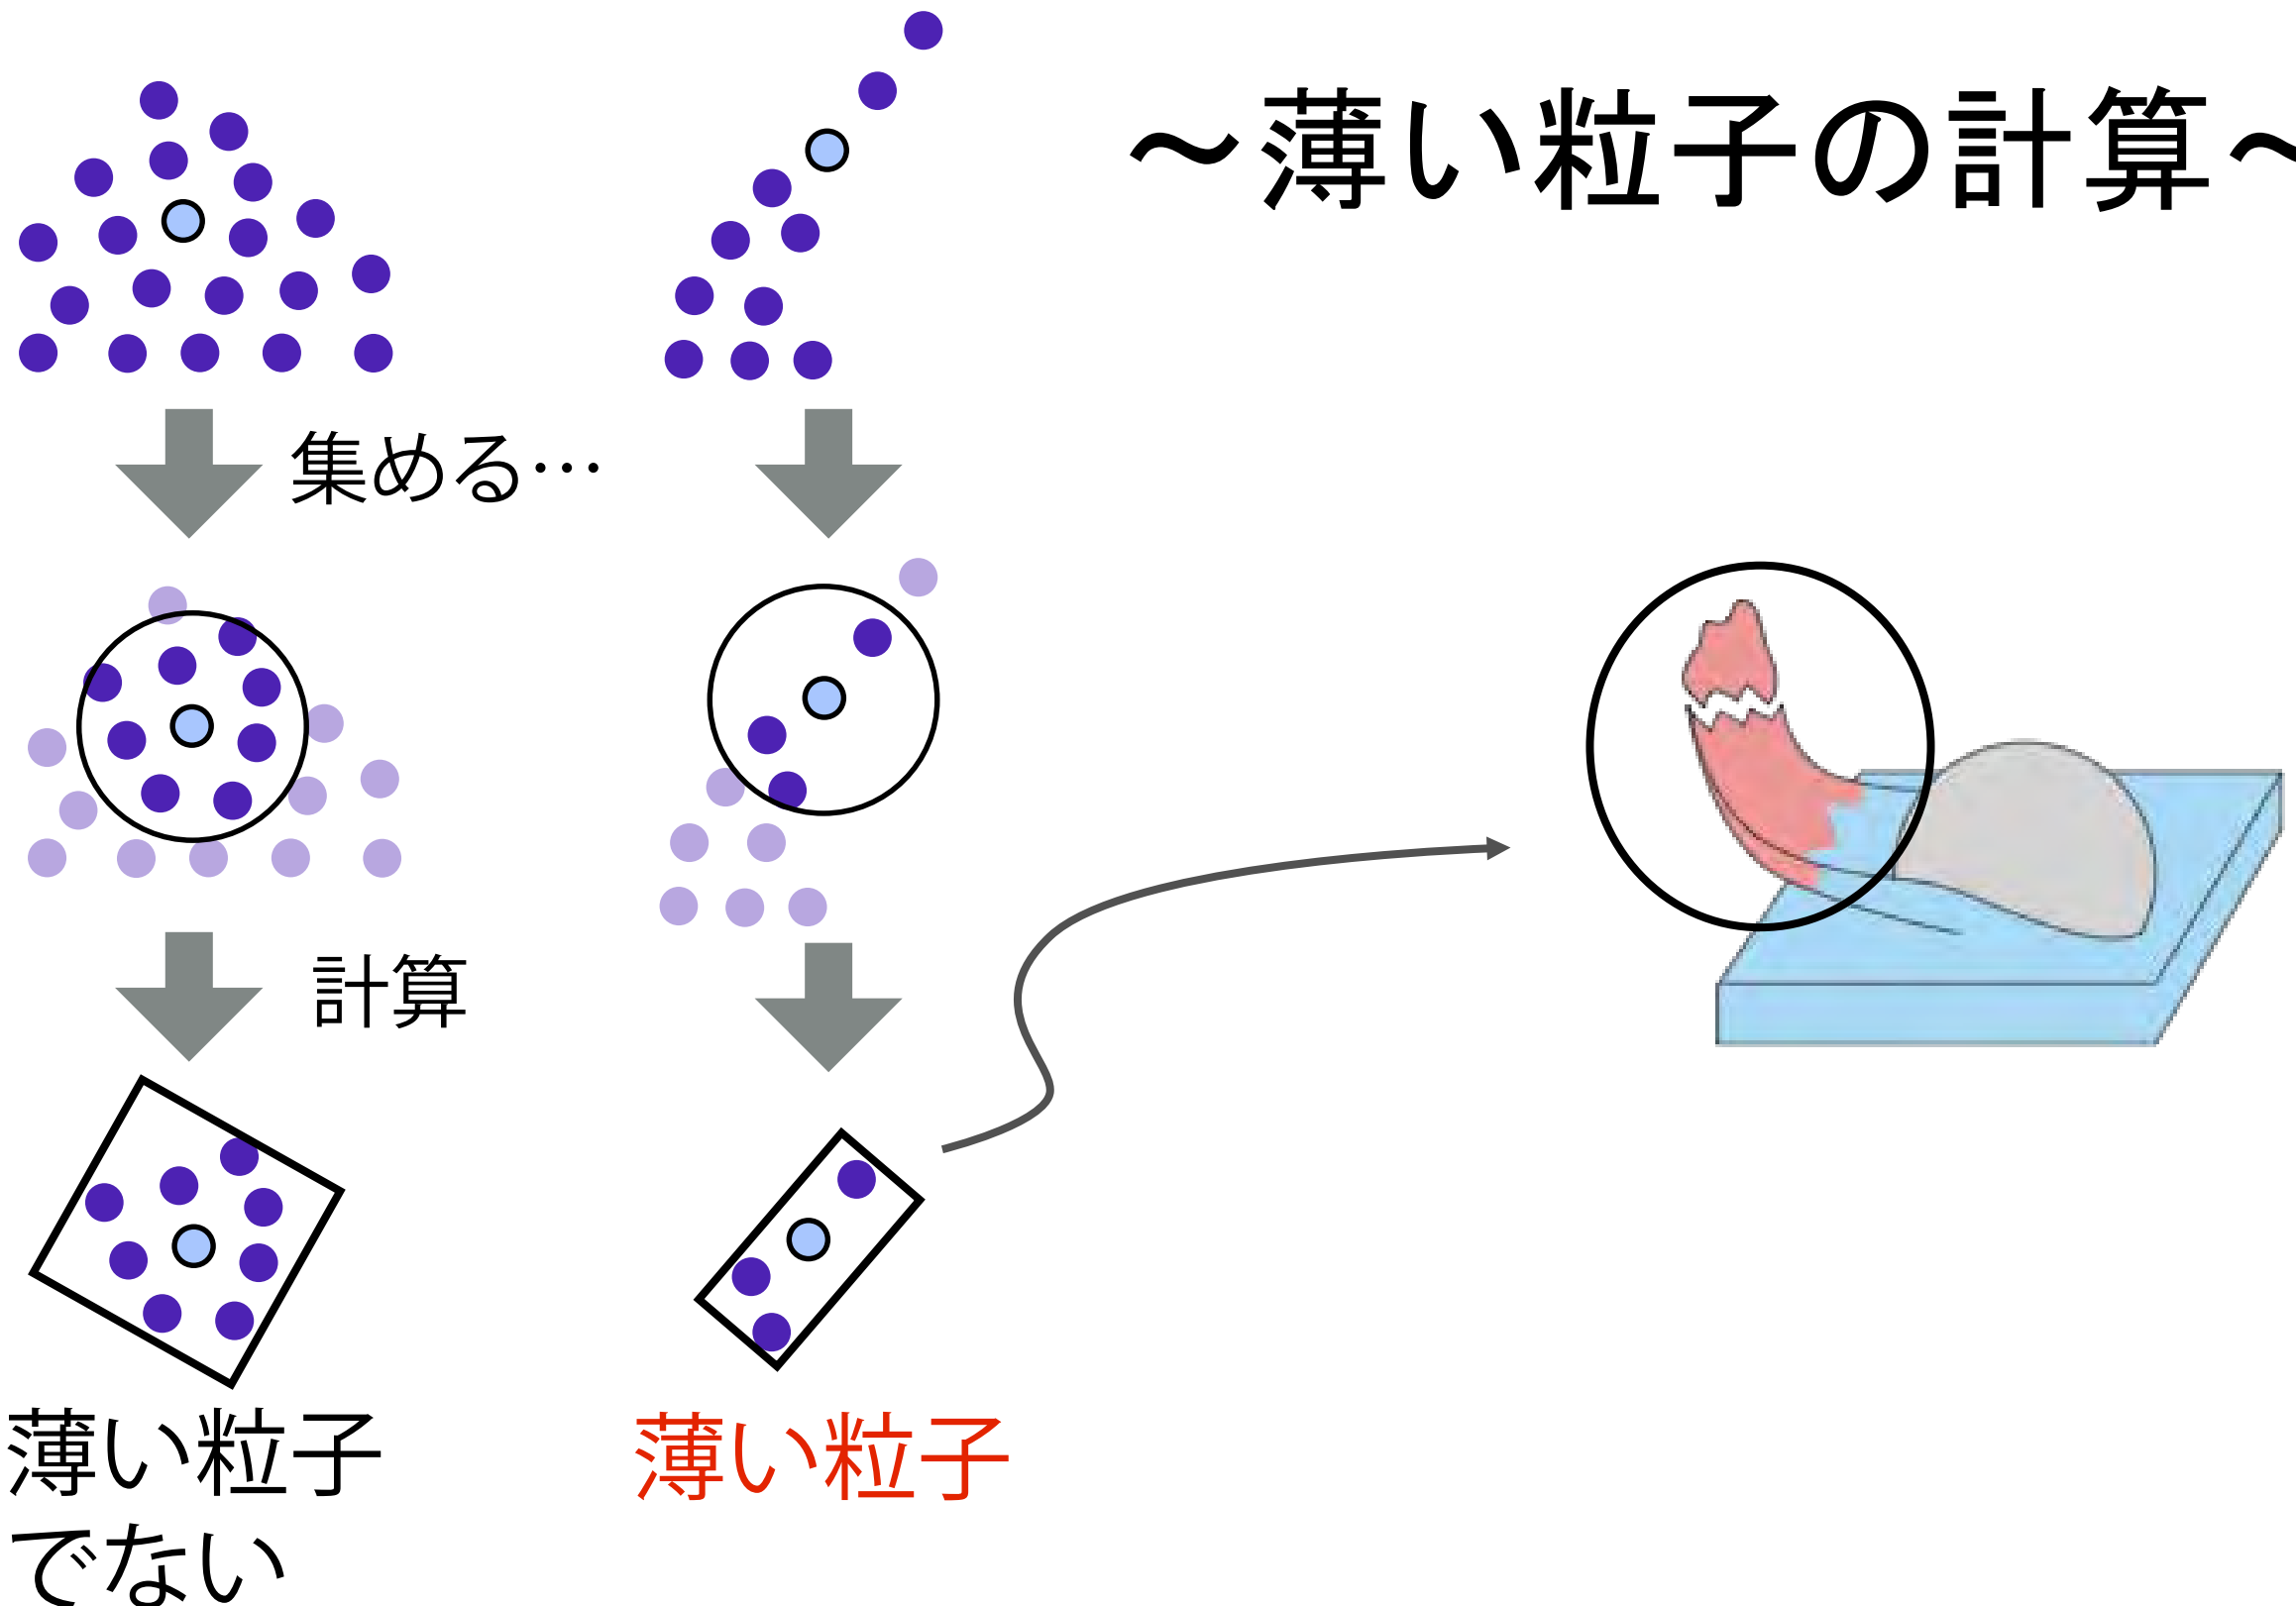 ～薄い粒子の計算～
集める…
計算
薄い粒子
でない
薄い粒子